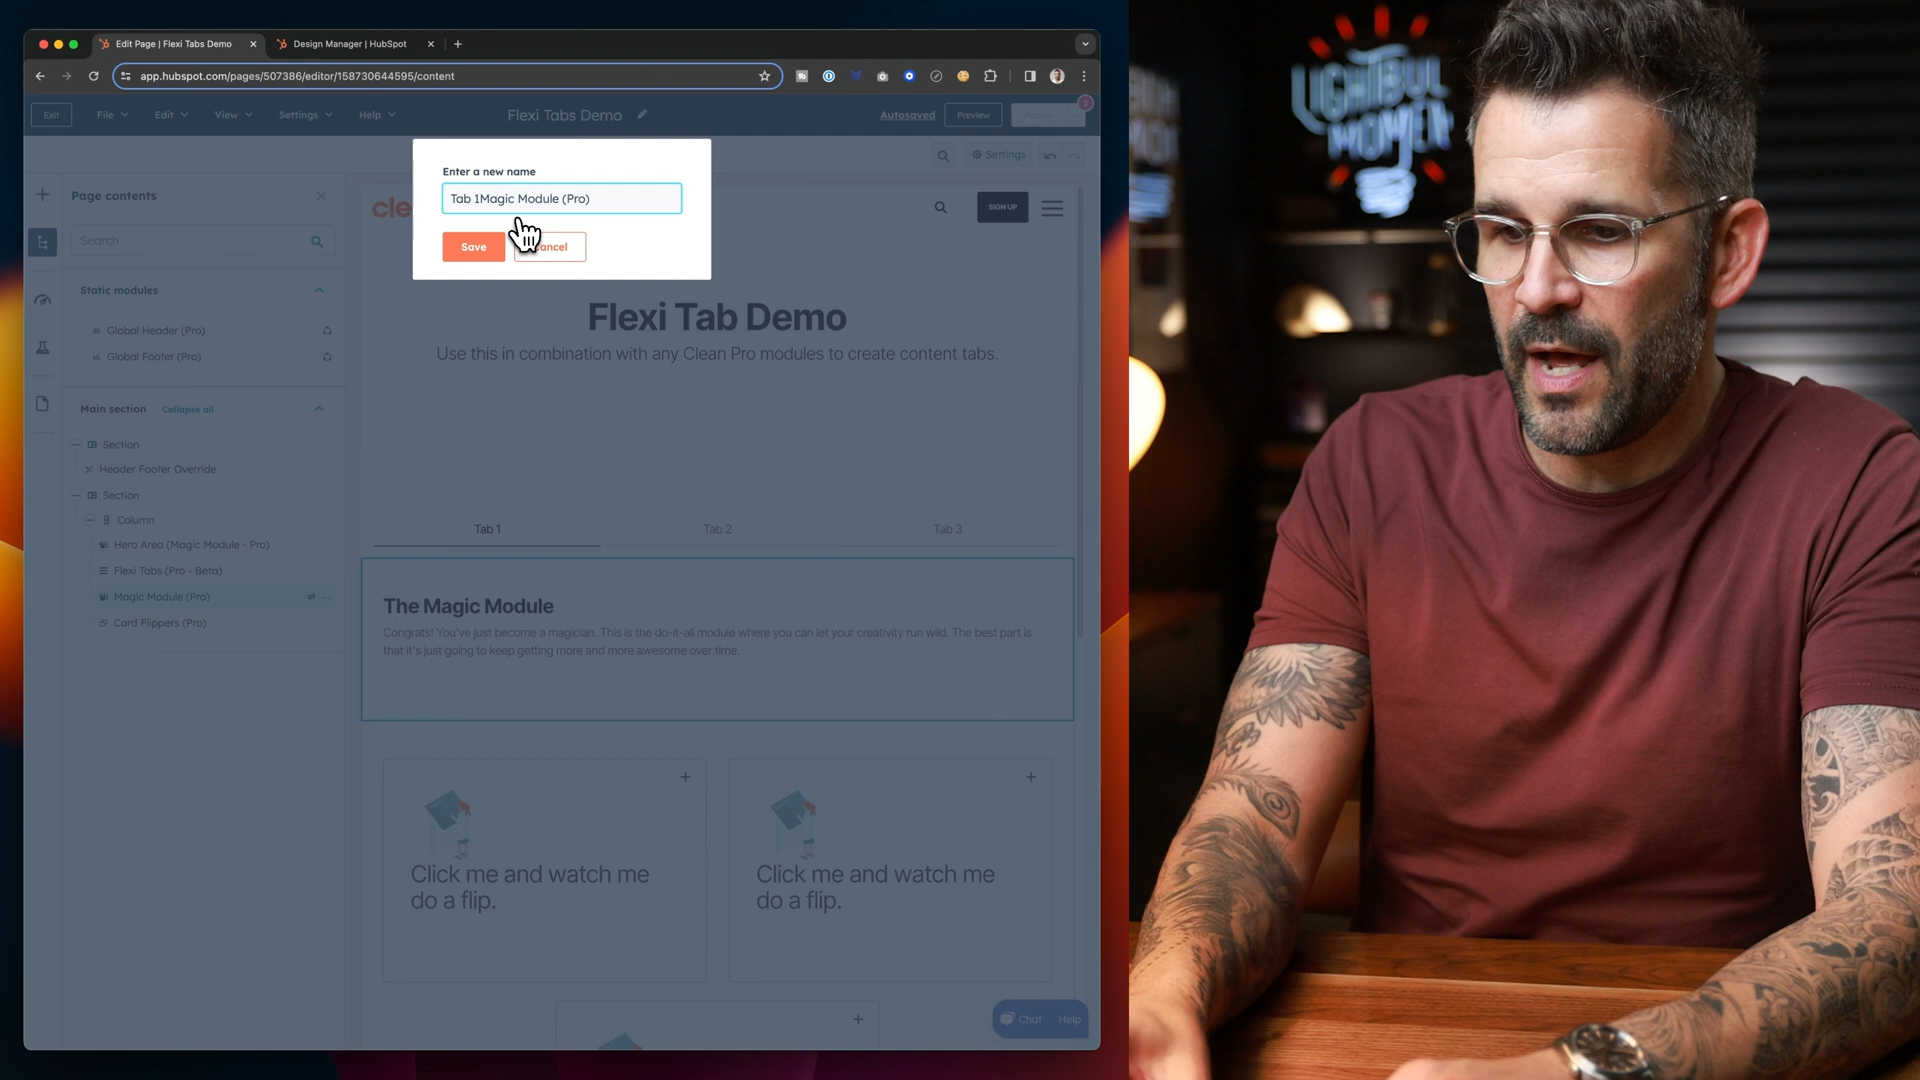 Edit Page | Flexi Tabs Demo
Design Manager | HubSpot
app.hubspot.com/pages/507386/editor/158730644595/content
Exit
File
Edit
View
Settings
Help
Flexi Tabs Demo
Autosaved
Preview
Settings
Page contents
Search
Static modules
Global Header (Pro)
Global Footer (Pro)
Main section
Collapse all
Section
Header Footer Override
Section
Column
Hero Area (Magic Module - Pro)
Flexi Tabs (Pro - Beta)
Magic Module (Pro)
Card Flippers (Pro)
Enter a new name
Tab 1Magic Module (Pro)
Save
ancel
cle
SIGN UP
Flexi Tab Demo
Use this in combination with any Clean Pro modules to create content tabs.
Tab 1
Tab 2
Tab 3
The Magic Module
Congrats! You've just become a magician. This is the do-it-all module where you can let your creativity run wild. The best part is
that it's just going to keep getting more and more awesome over time.
Click me and watch me
do a flip.
Click me and watch me
do a flip.
Chat
Help
LIGHTBUL
MOMEN